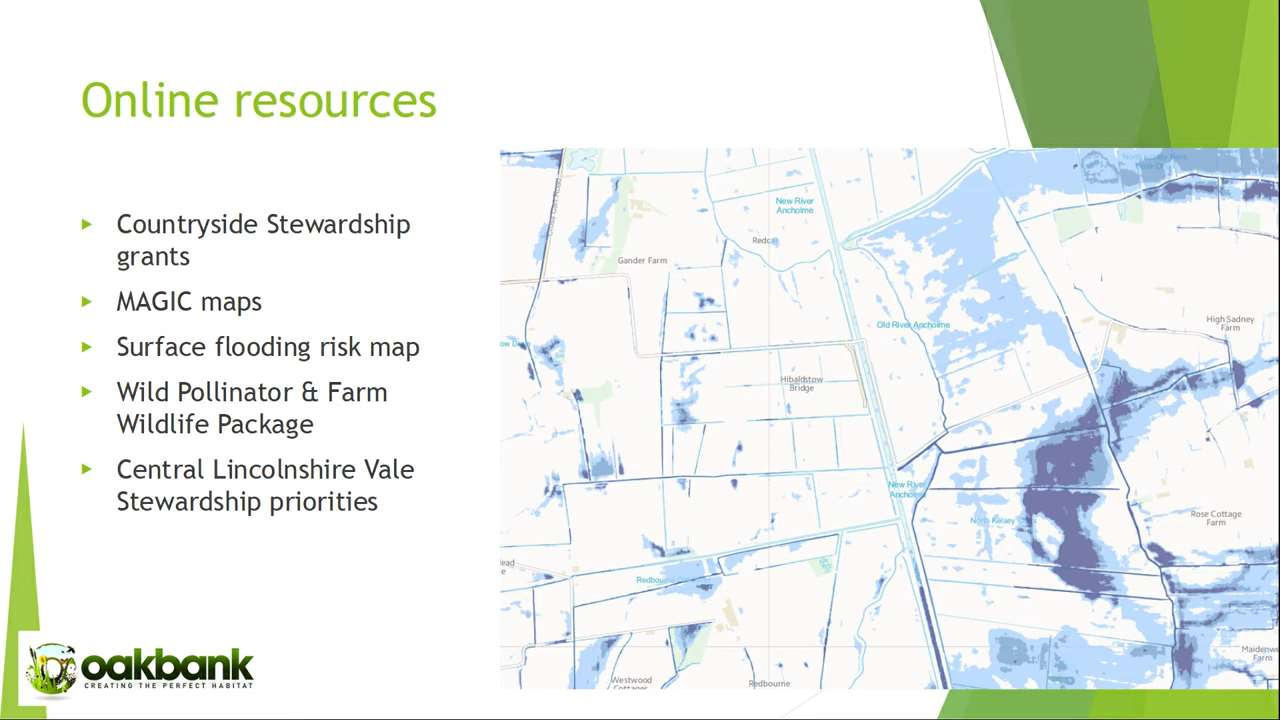 Online resources
Countryside Stewardship
grants
MAGIC maps
Surface flooding risk map
Wild Pollinator & Farm
Wildlife Package
Central Lincolnshire Vale
Stewardship priorities
New River
Ancholme
Redcar
Gander Farm
Old River Ancholme
High Sadney
Farm
Hibaldstow
Bridge
New River
Ancholme
North Kelsey
Rose Cottage
Farm
Redbourne
Westwood
Cottages
Redbourne
oakbank
CREATING THE PERFECT HABITAT